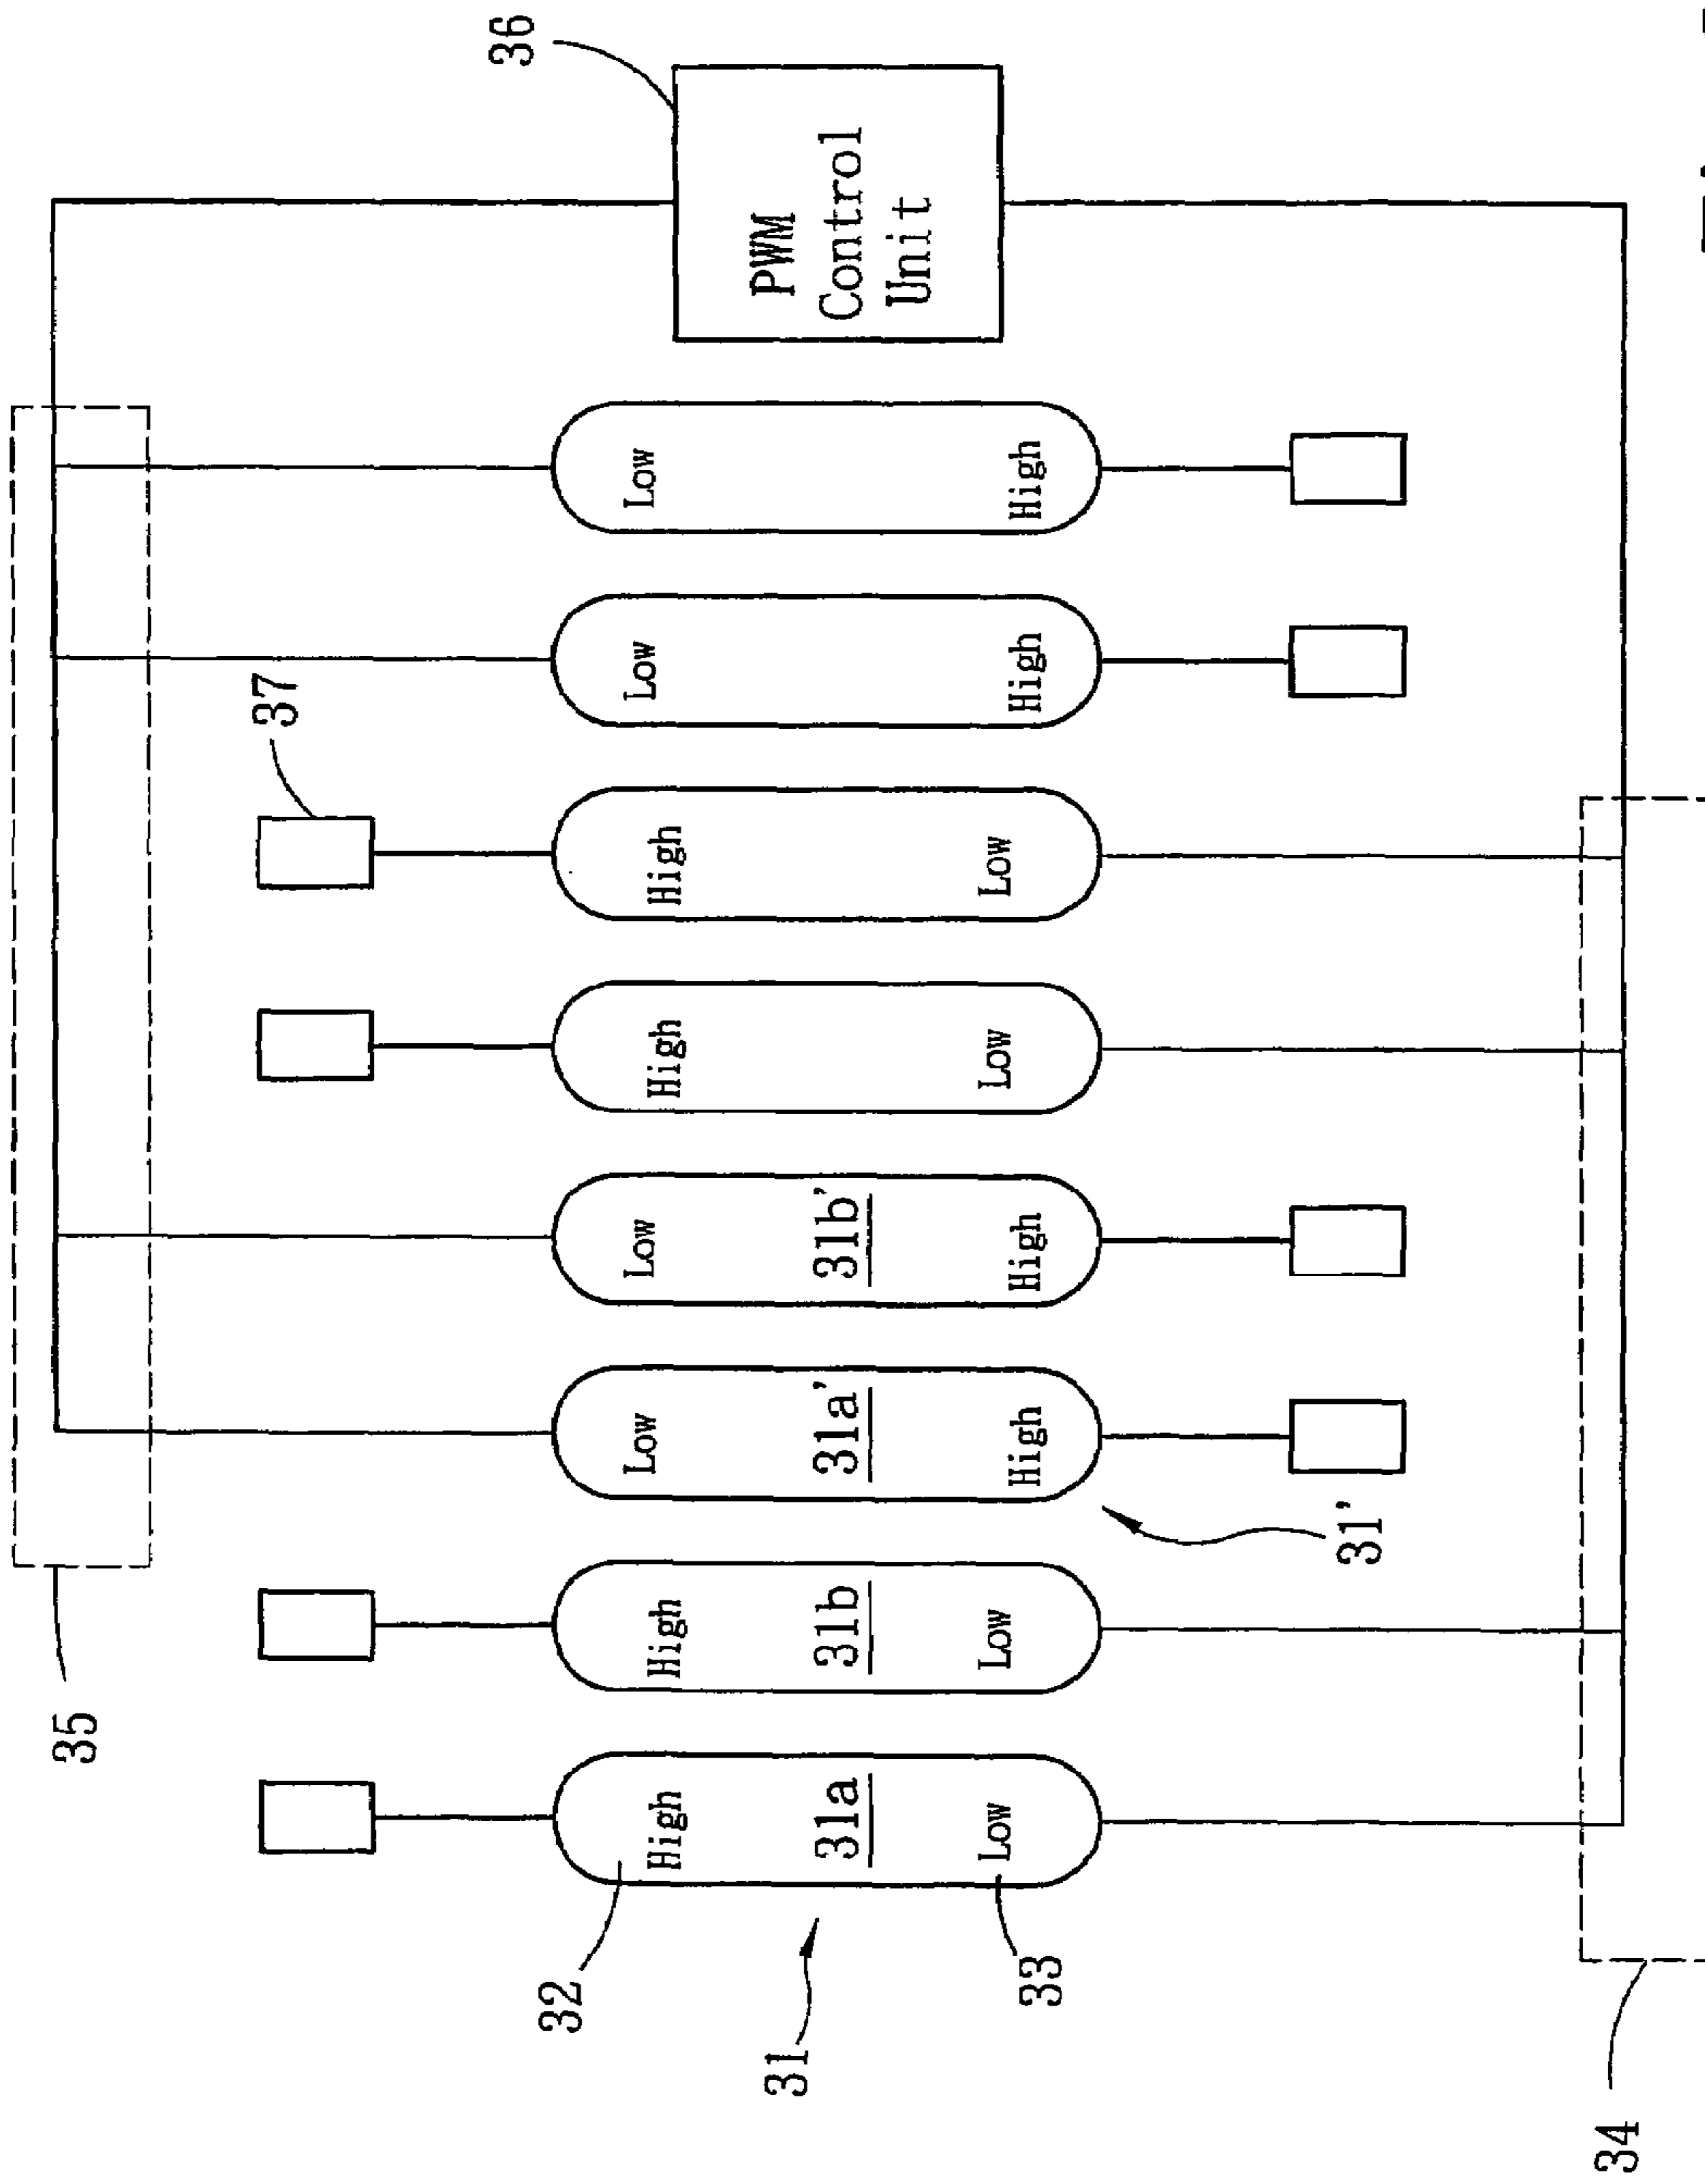 35
37
36
32
High High Low Low High High Low Low
PWM
Control
Unit
31
31a 31b 31a' 31b'
Low Low High High Low Low High High
33
31'
34